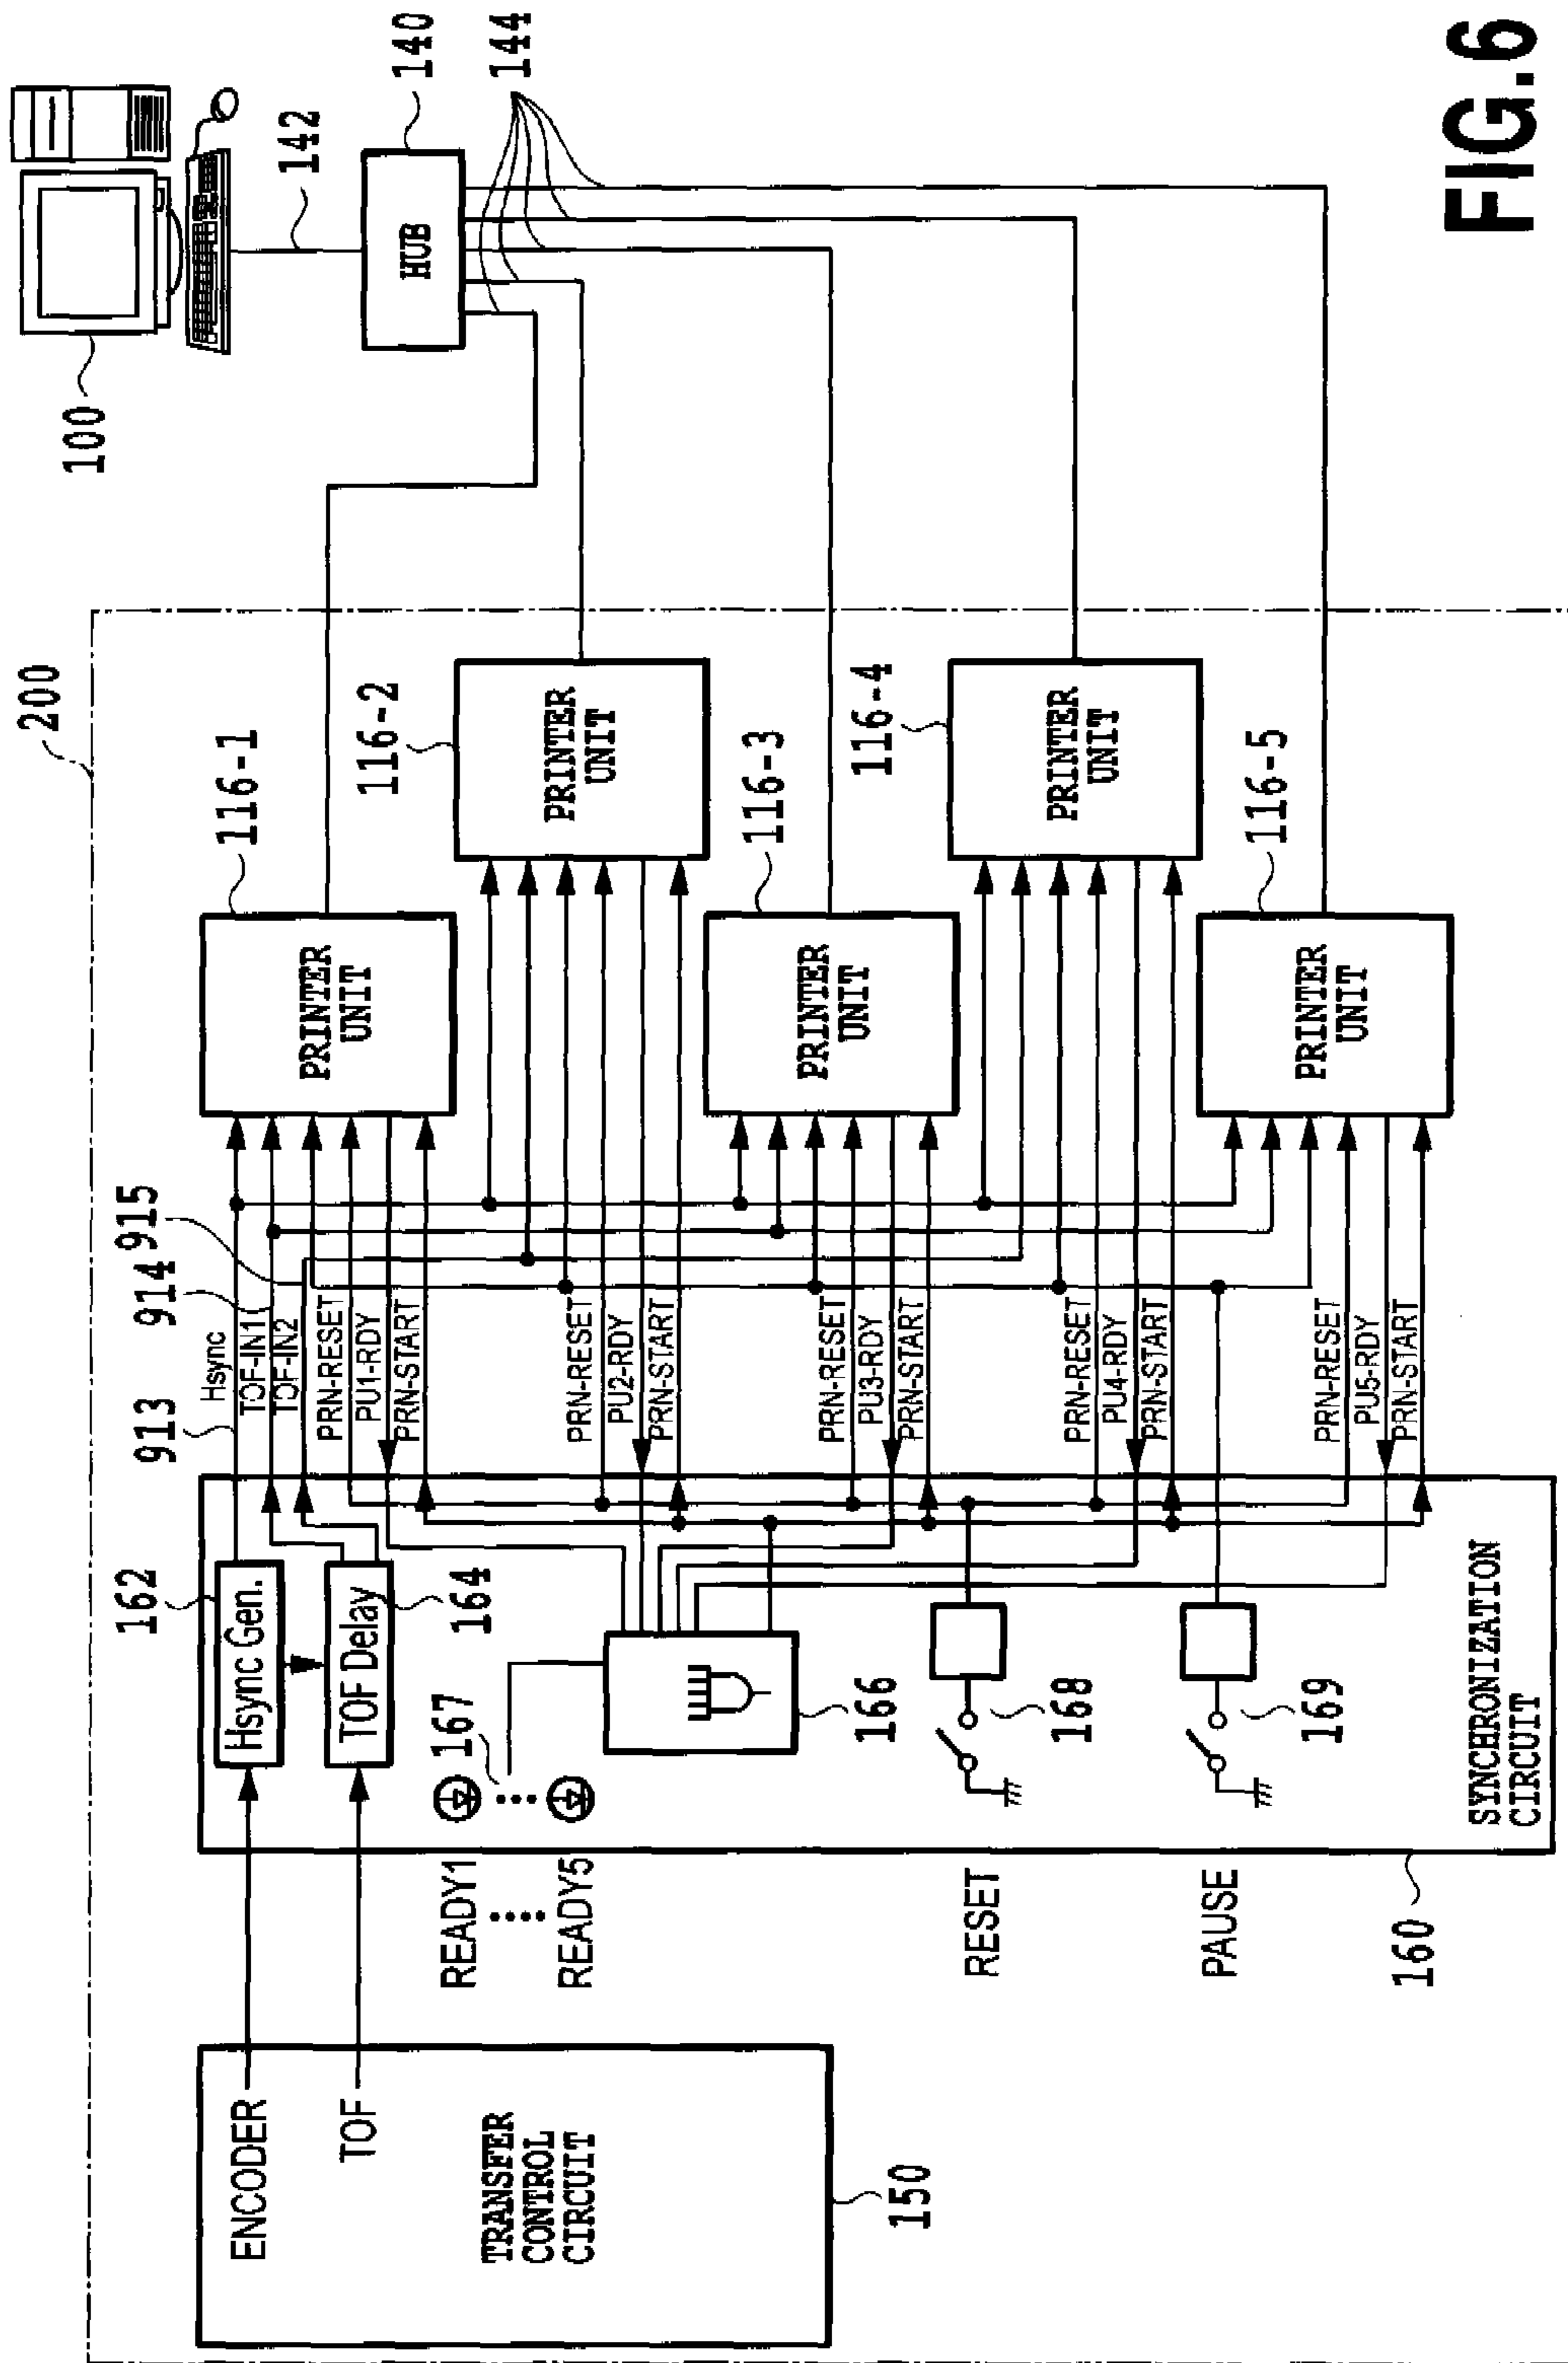 100
142
140
HUB
144
200
116-1
PRINTER
UNIT
116-2
PRINTER
UNIT
116-3
PRINTER
UNIT
116-4
PRINTER
UNIT
116-5
PRINTER
UNIT
913
914
915
Hsync
TOF-IN1
TOF-IN2
PRN-RESET
PU1-RDY
PRN-START
PRN-RESET
PU2-RDY
PRN-START
PRN-RESET
PU3-RDY
PRN-START
PRN-RESET
PU4-RDY
PRN-START
PRN-RESET
PU5-RDY
PRN-START
162
Hsync Gen.
TOF Delay
164
167
166
168
169
READY1
READY5
RESET
PAUSE
SYNCHRONIZATION
CIRCUIT
160
ENCODER
TOF
TRANSFER
CONTROL
CIRCUIT
150
FIG.6